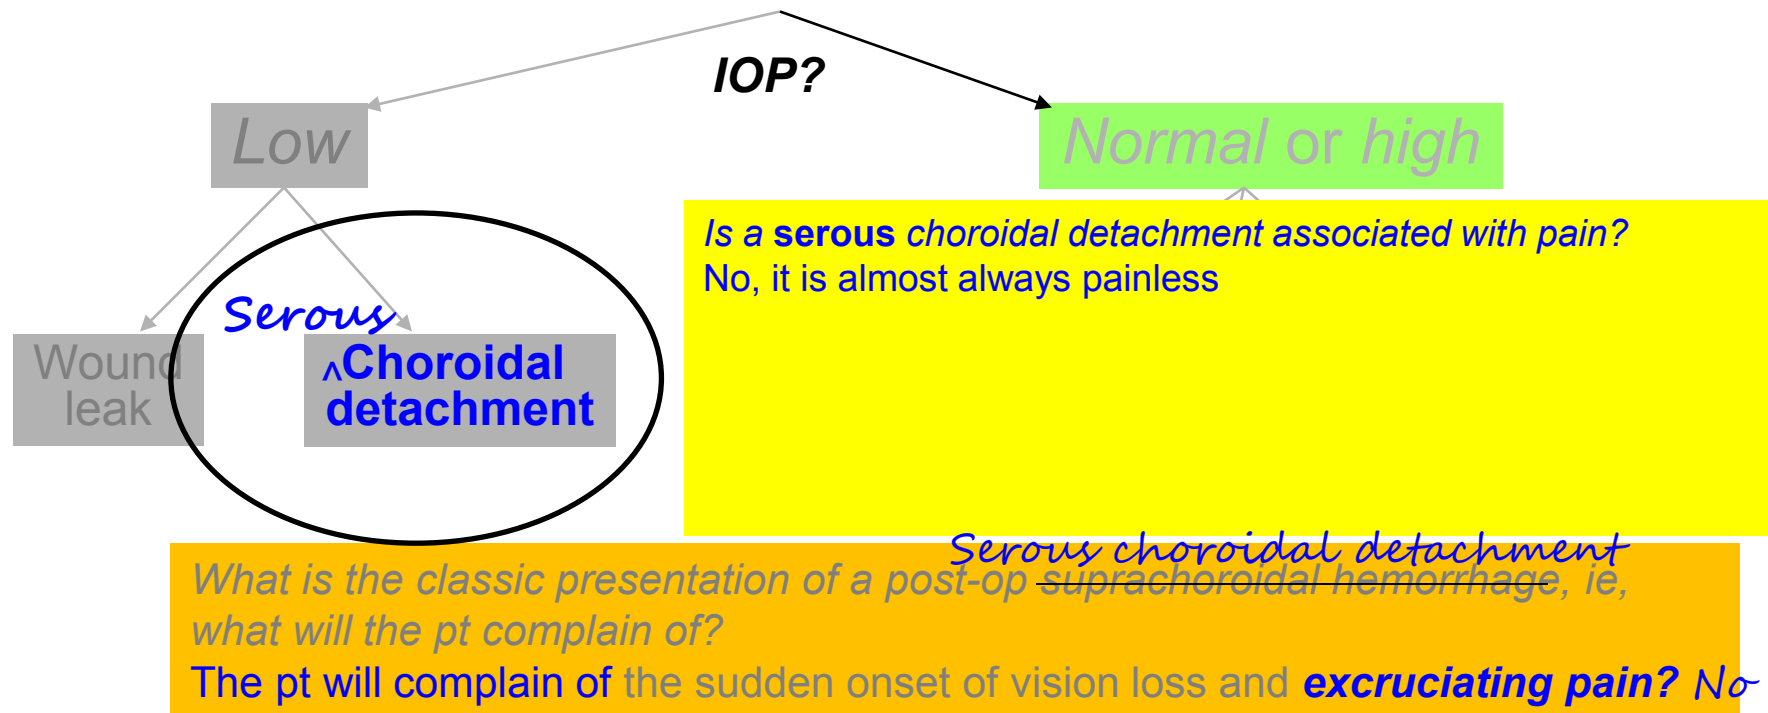 IOP?
Low
Normal or high
Is a serous choroidal detachment associated with pain?
No, it is almost always painless
Serous
Wound
leak
^Choroidal
detachment
Serous choroidal detachment
What is the classic presentation of a post-op suprachoroidal hemorrhage, ie,
what will the pt complain of?
The pt will complain of the sudden onset of vision loss and excruciating pain? No